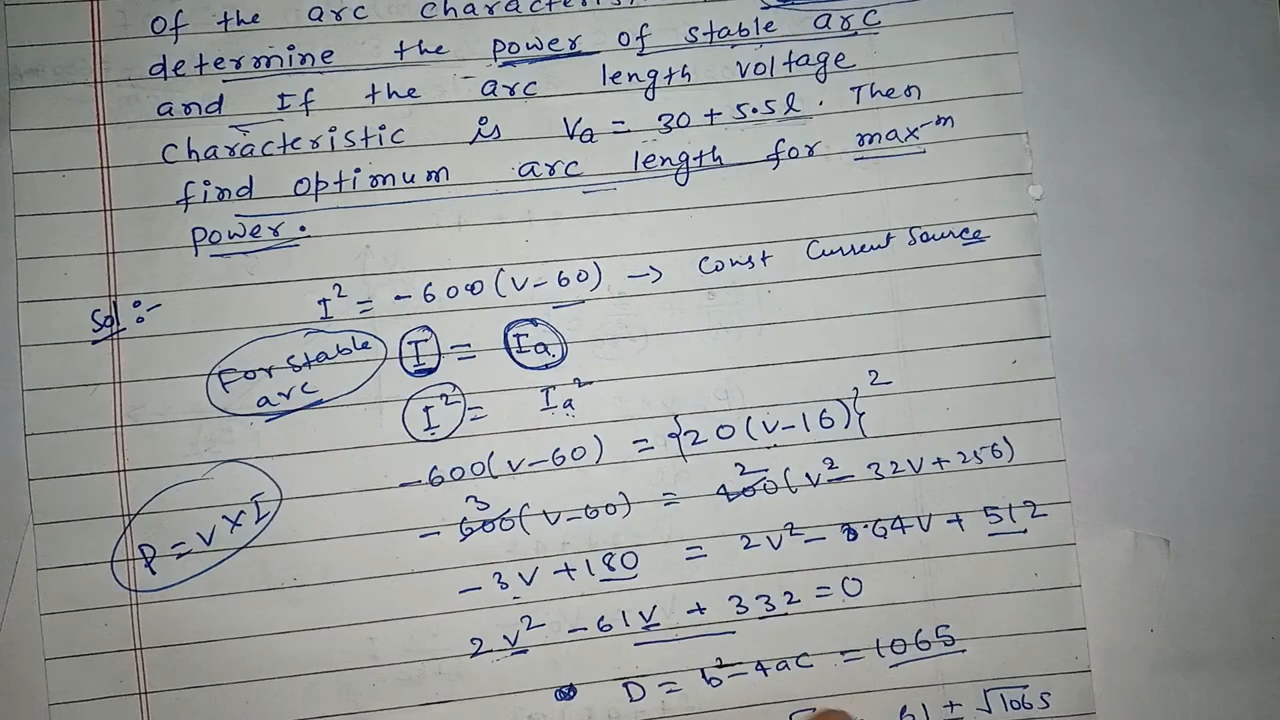 of the arc
determine the power of stable arc
and If the arc length voltage
characteristic is Va = 30 + 5.5l. Then
find optimum arc length for max-m
power.
Sol :- I² = -600(V-60) → Const Current Source
For stable arc I = Ia
I² = Ia²
-600(V-60) = {20(V-16)}²
P = V × I
- 600 3 (V-60) = 400 2 (V² - 32V + 256)
-3V + 180 = 2V² - 64V + 512
2V² - 61V + 332 = 0
D = b² - 4ac = 1065
61 ± √1065